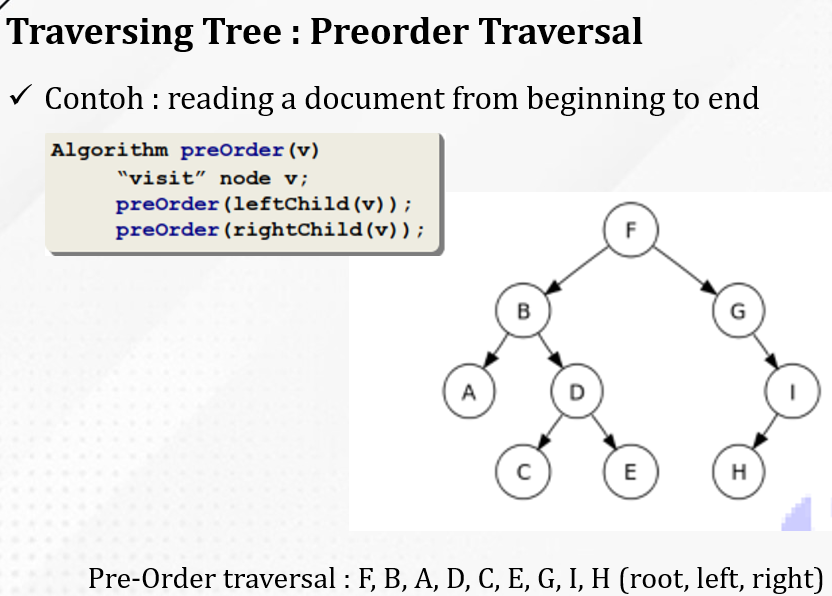 Traversing Tree : Preorder Traversal
✓ Contoh : reading a document from beginning to end
Algorithm preOrder(v)
“visit” node v;
preOrder(leftChild(v));
preOrder(rightChild(v));
F
B
G
A
D
I
C
E
H
Pre-Order traversal : F, B, A, D, C, E, G, I, H (root, left, right)